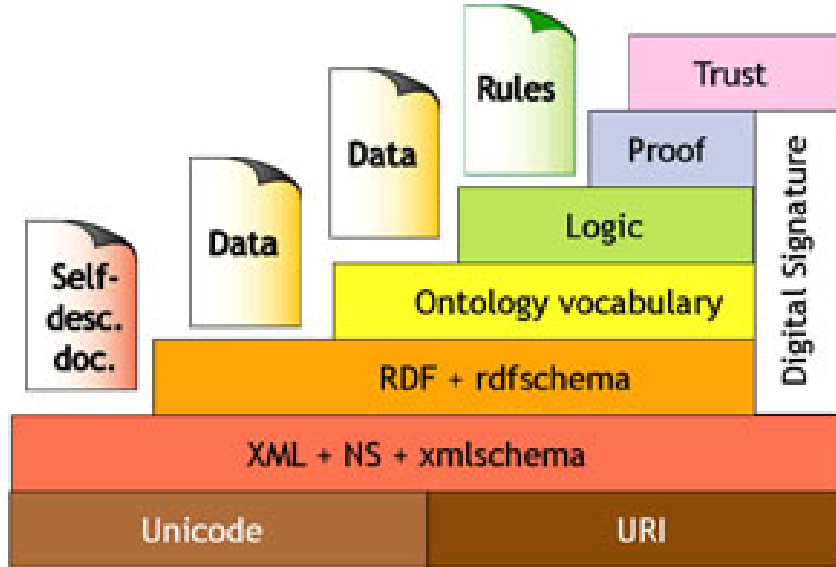 Rules
Trust
Data
Proof
Data
Logic
Self-
desc.
doc.
Ontology vocabulary
Digital Signature
RDF + rdfschema
XML + NS + xmlschema
Unicode
URI